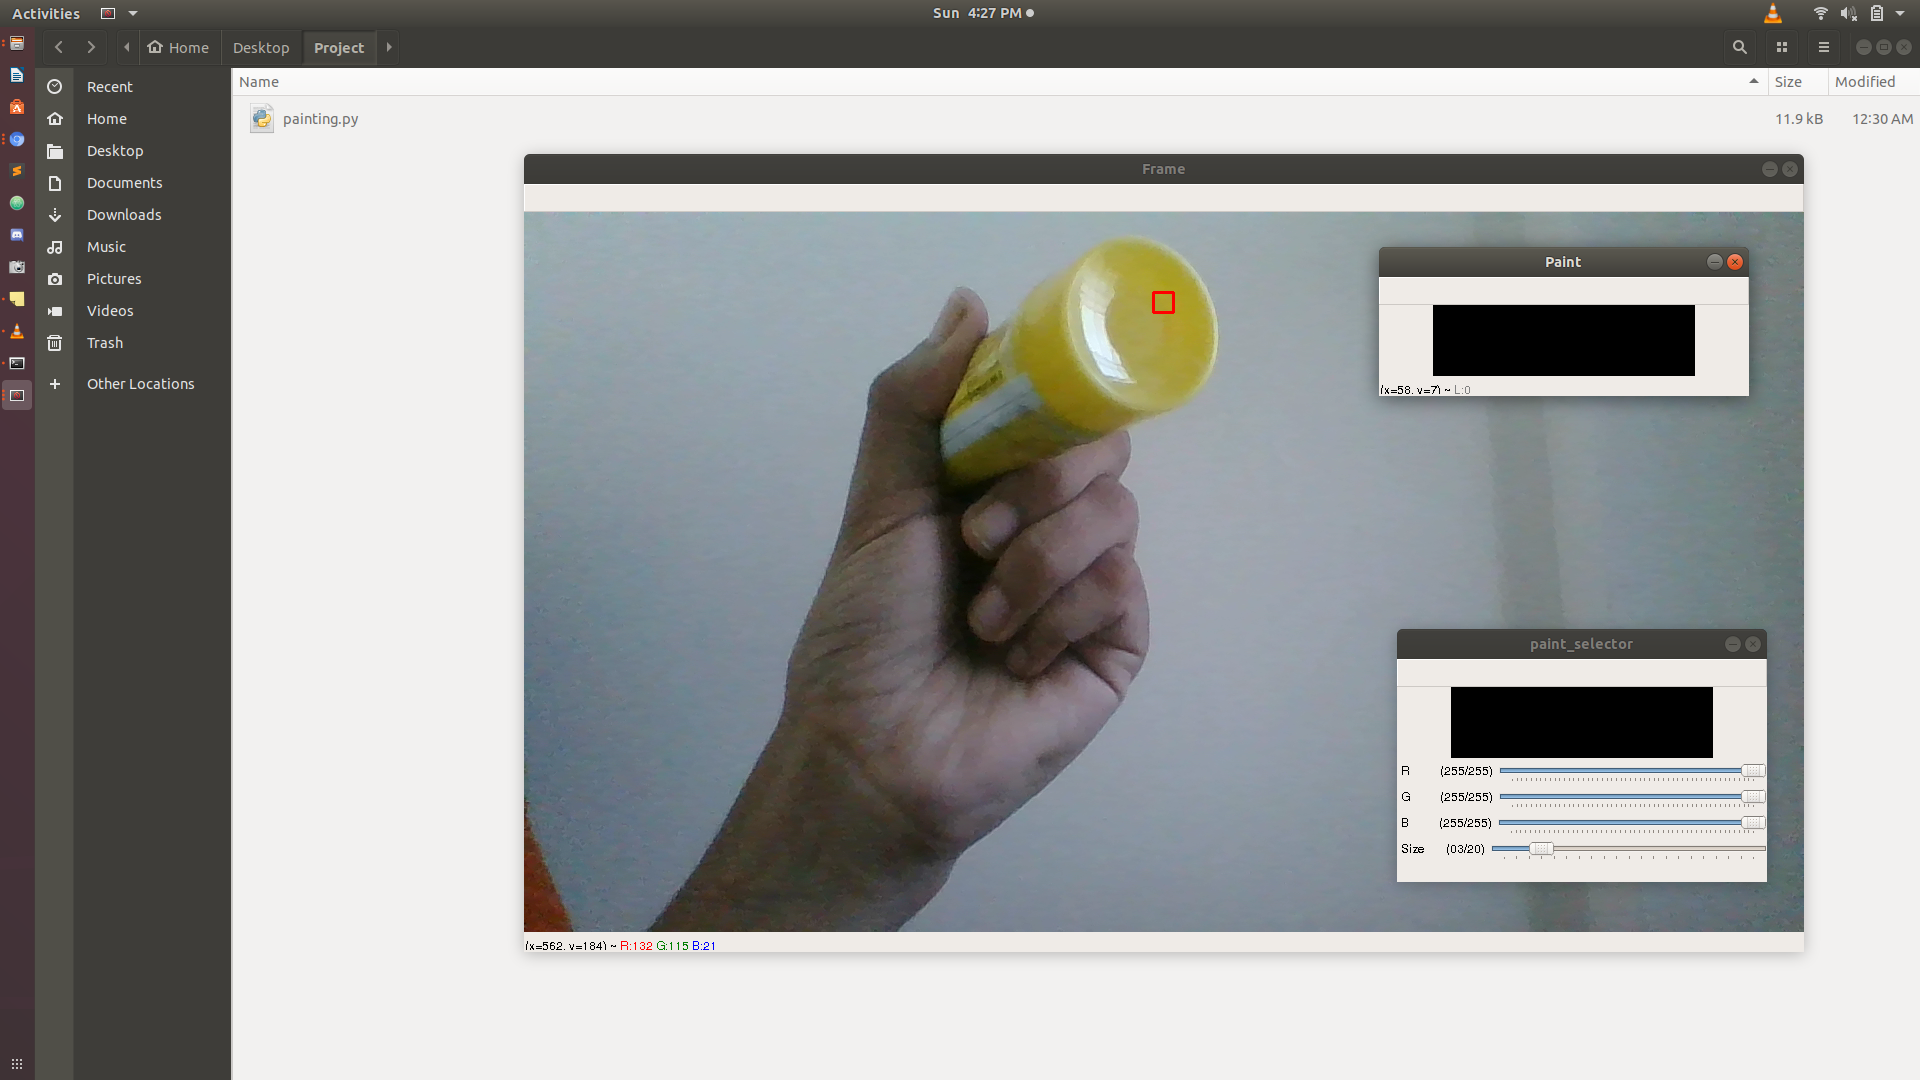 Activities
Sun 4:27 PM
Home Desktop Project
Name Size Modified
painting.py 11.9 kB 12:30 AM
Recent
Home
Desktop
Documents
Downloads
Music
Pictures
Videos
Trash
Other Locations
Frame
(x=562, y=184) ~ R:132 G:115 B:21
Paint
(x=58, y=7) ~ L:0
paint_selector
R (255/255)
G (255/255)
B (255/255)
Size (03/20)